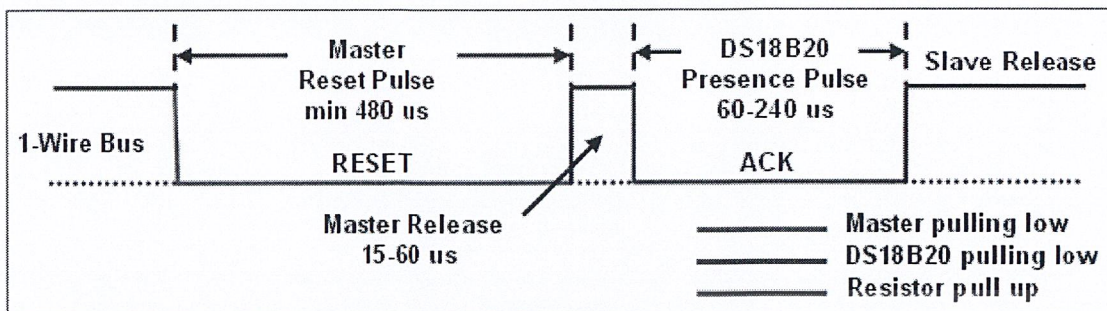 Master
Reset Pulse
min 480 us
DS18B20
Presence Pulse
60-240 us
Slave Release
1-Wire Bus
RESET
ACK
Master Release
15-60 us
Master pulling low
DS18B20 pulling low
Resistor pull up